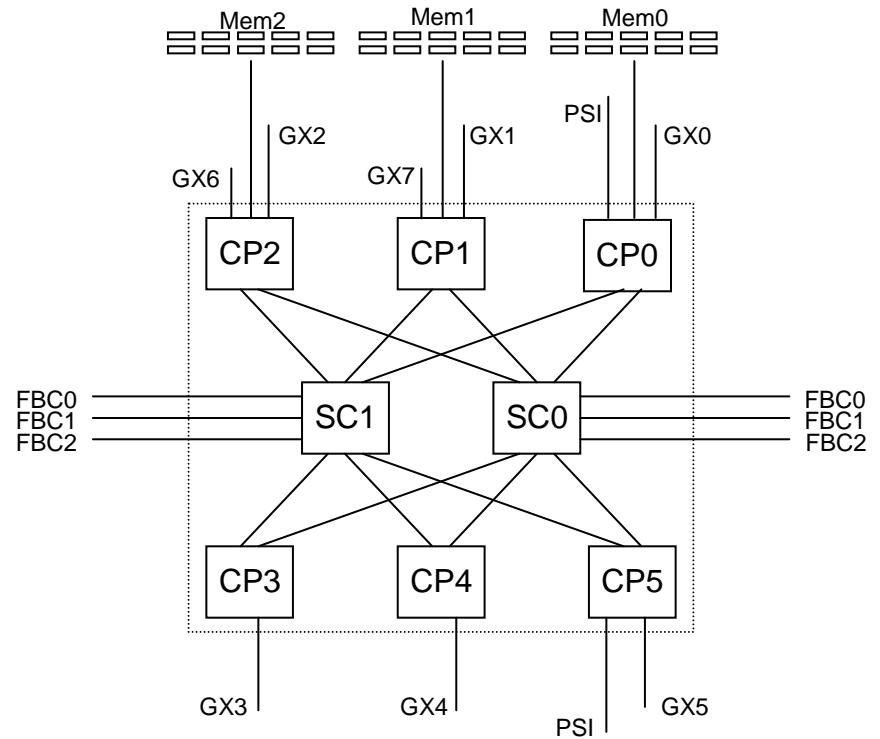 Mem2 Mem1 Mem0
PSI
GX2 GX1 GX0
GX6 GX7
CP2 CP1 CP0
FBC0 FBC0
FBC1 SC1 SC0 FBC1
FBC2 FBC2
CP3 CP4 CP5
GX3 GX4 GX5
PSI